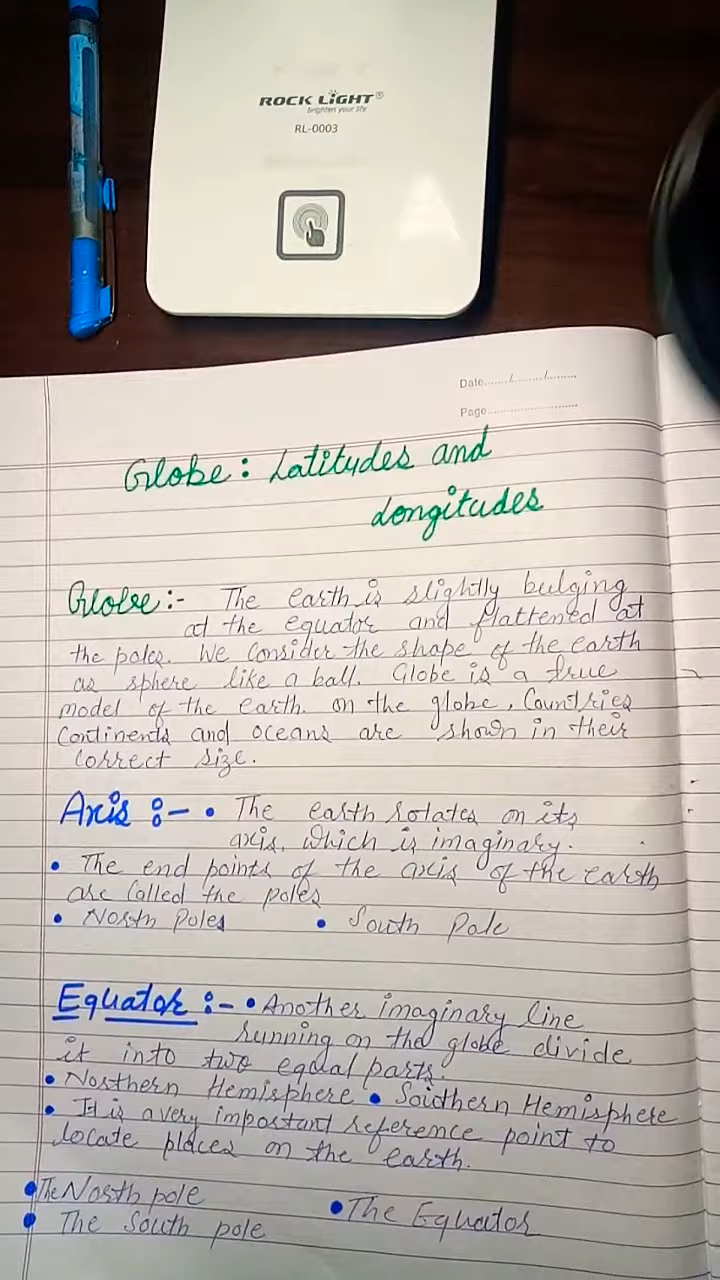 ROCK LiGHT®
brighten your life
RL-0003
Date....../........./.........
Page..............................
Globe: Latitudes and
Longitudes
Globe:- The earth is slightly bulging
at the equator and flattened at
the poles. We consider the shape of the earth
as sphere like a ball. Globe is a true
model of the earth. on the globe, Countries
Continents and oceans are shown in their
correct size.
Axis :- • The earth rotates on its
axis, which is imaginary.
• The end points of the axis of the earth
are called the poles
• North Poles • South Pole
Equator :- • Another imaginary line
running on the globe divide
it into two equal parts.
• Northern Hemisphere • Southern Hemisphere
• It is a very important reference point to
locate places on the earth.
• The North pole
• The Equator
• The South pole